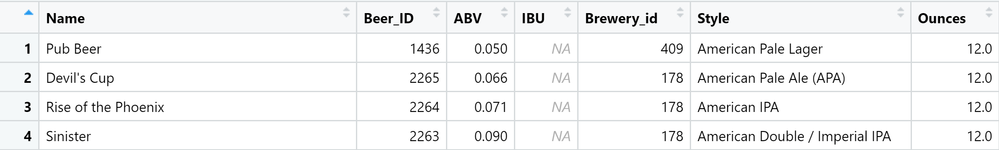 Name Beer_ID ABV IBU Brewery_id Style Ounces
1 Pub Beer 1436 0.050 NA 409 American Pale Lager 12.0
2 Devil's Cup 2265 0.066 NA 178 American Pale Ale (APA) 12.0
3 Rise of the Phoenix 2264 0.071 NA 178 American IPA 12.0
4 Sinister 2263 0.090 NA 178 American Double / Imperial IPA 12.0